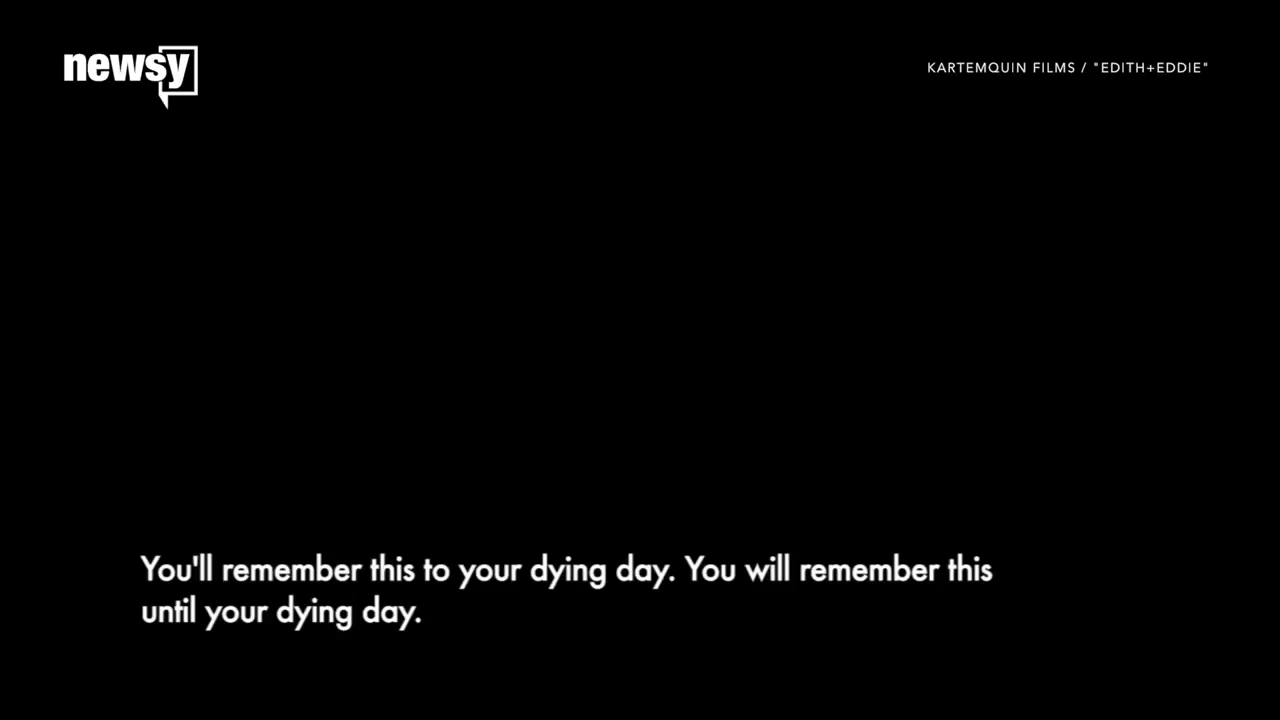 newsy
KARTEMQUIN FILMS / "EDITH+EDDIE"
You'll remember this to your dying day. You will remember this
until your dying day.